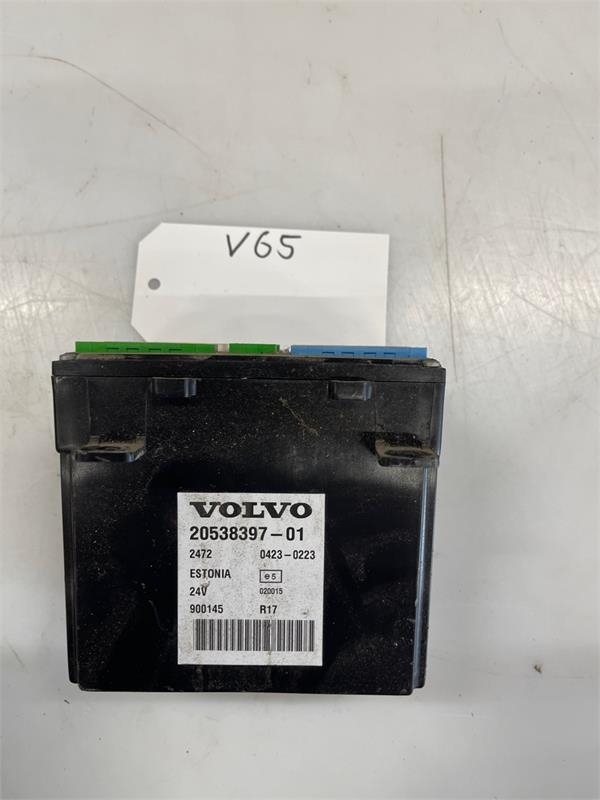 V65
VOLVO
20538397-01
2472 0423-0223
ESTONIA e5
24V 020015
900145 R17